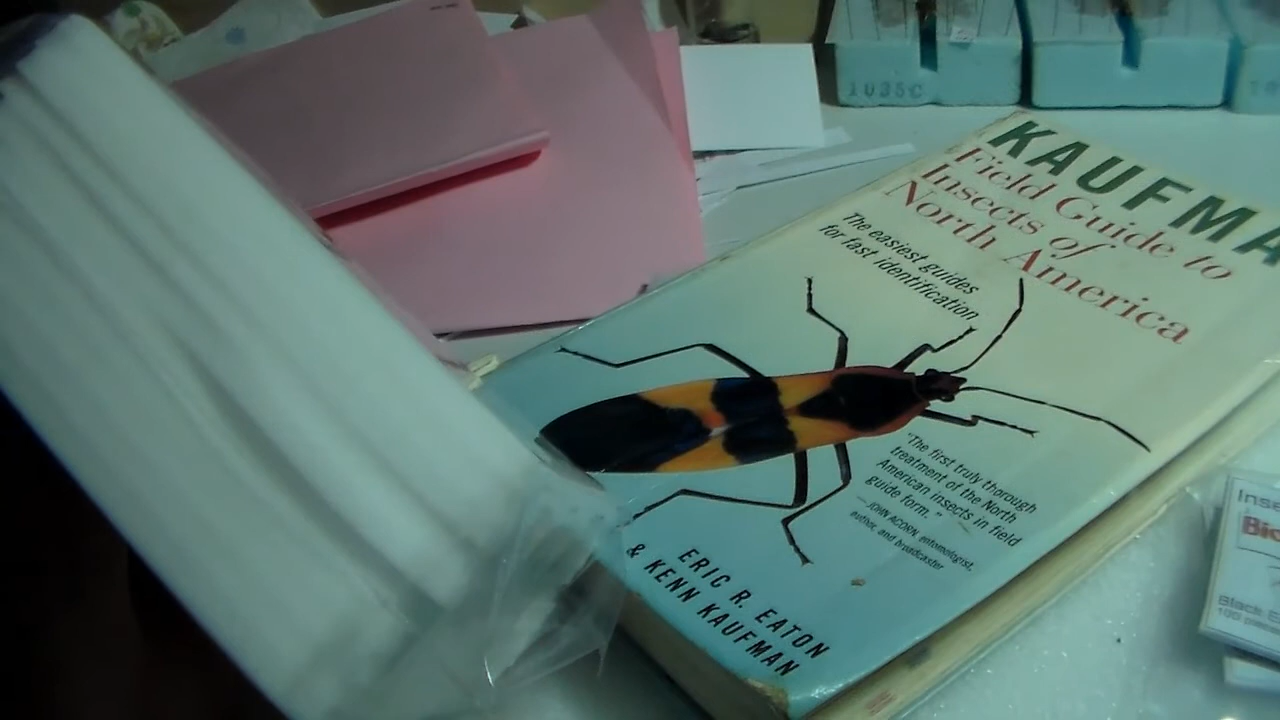 1035C
KAUFMA
Field Guide to
Insects of
North America
The easiest guides
for fast identification
"The first truly thorough
treatment of the North
American insects in field
guide form."
—JOHN ACORN, entomologist,
author, and broadcaster
ERIC R. EATON
& KENN KAUFMAN
Inse
Bio
Black E
100